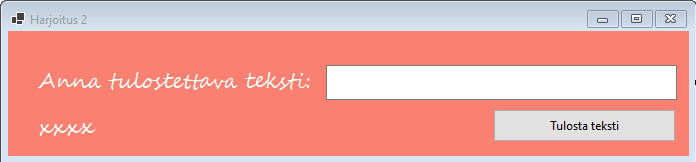 Harjoitus 2
Anna tulostettava teksti:
xxxx
Tulosta teksti